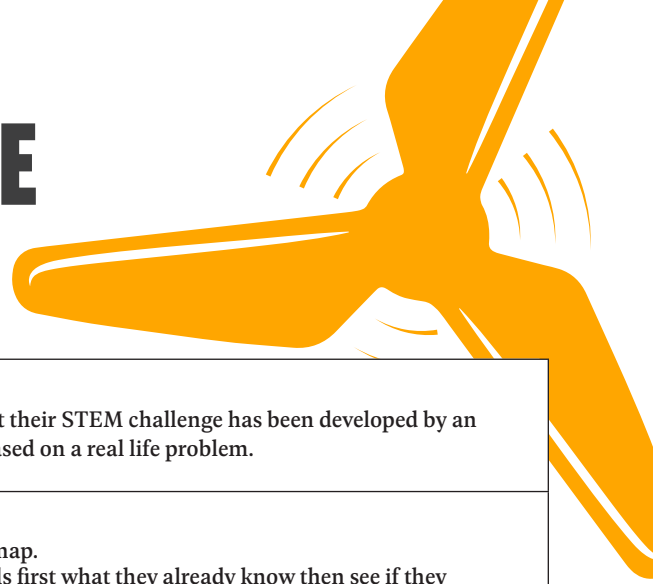 E
t their STEM challenge has been developed by an
ased on a real life problem.
map.
ls first what they already know then see if they